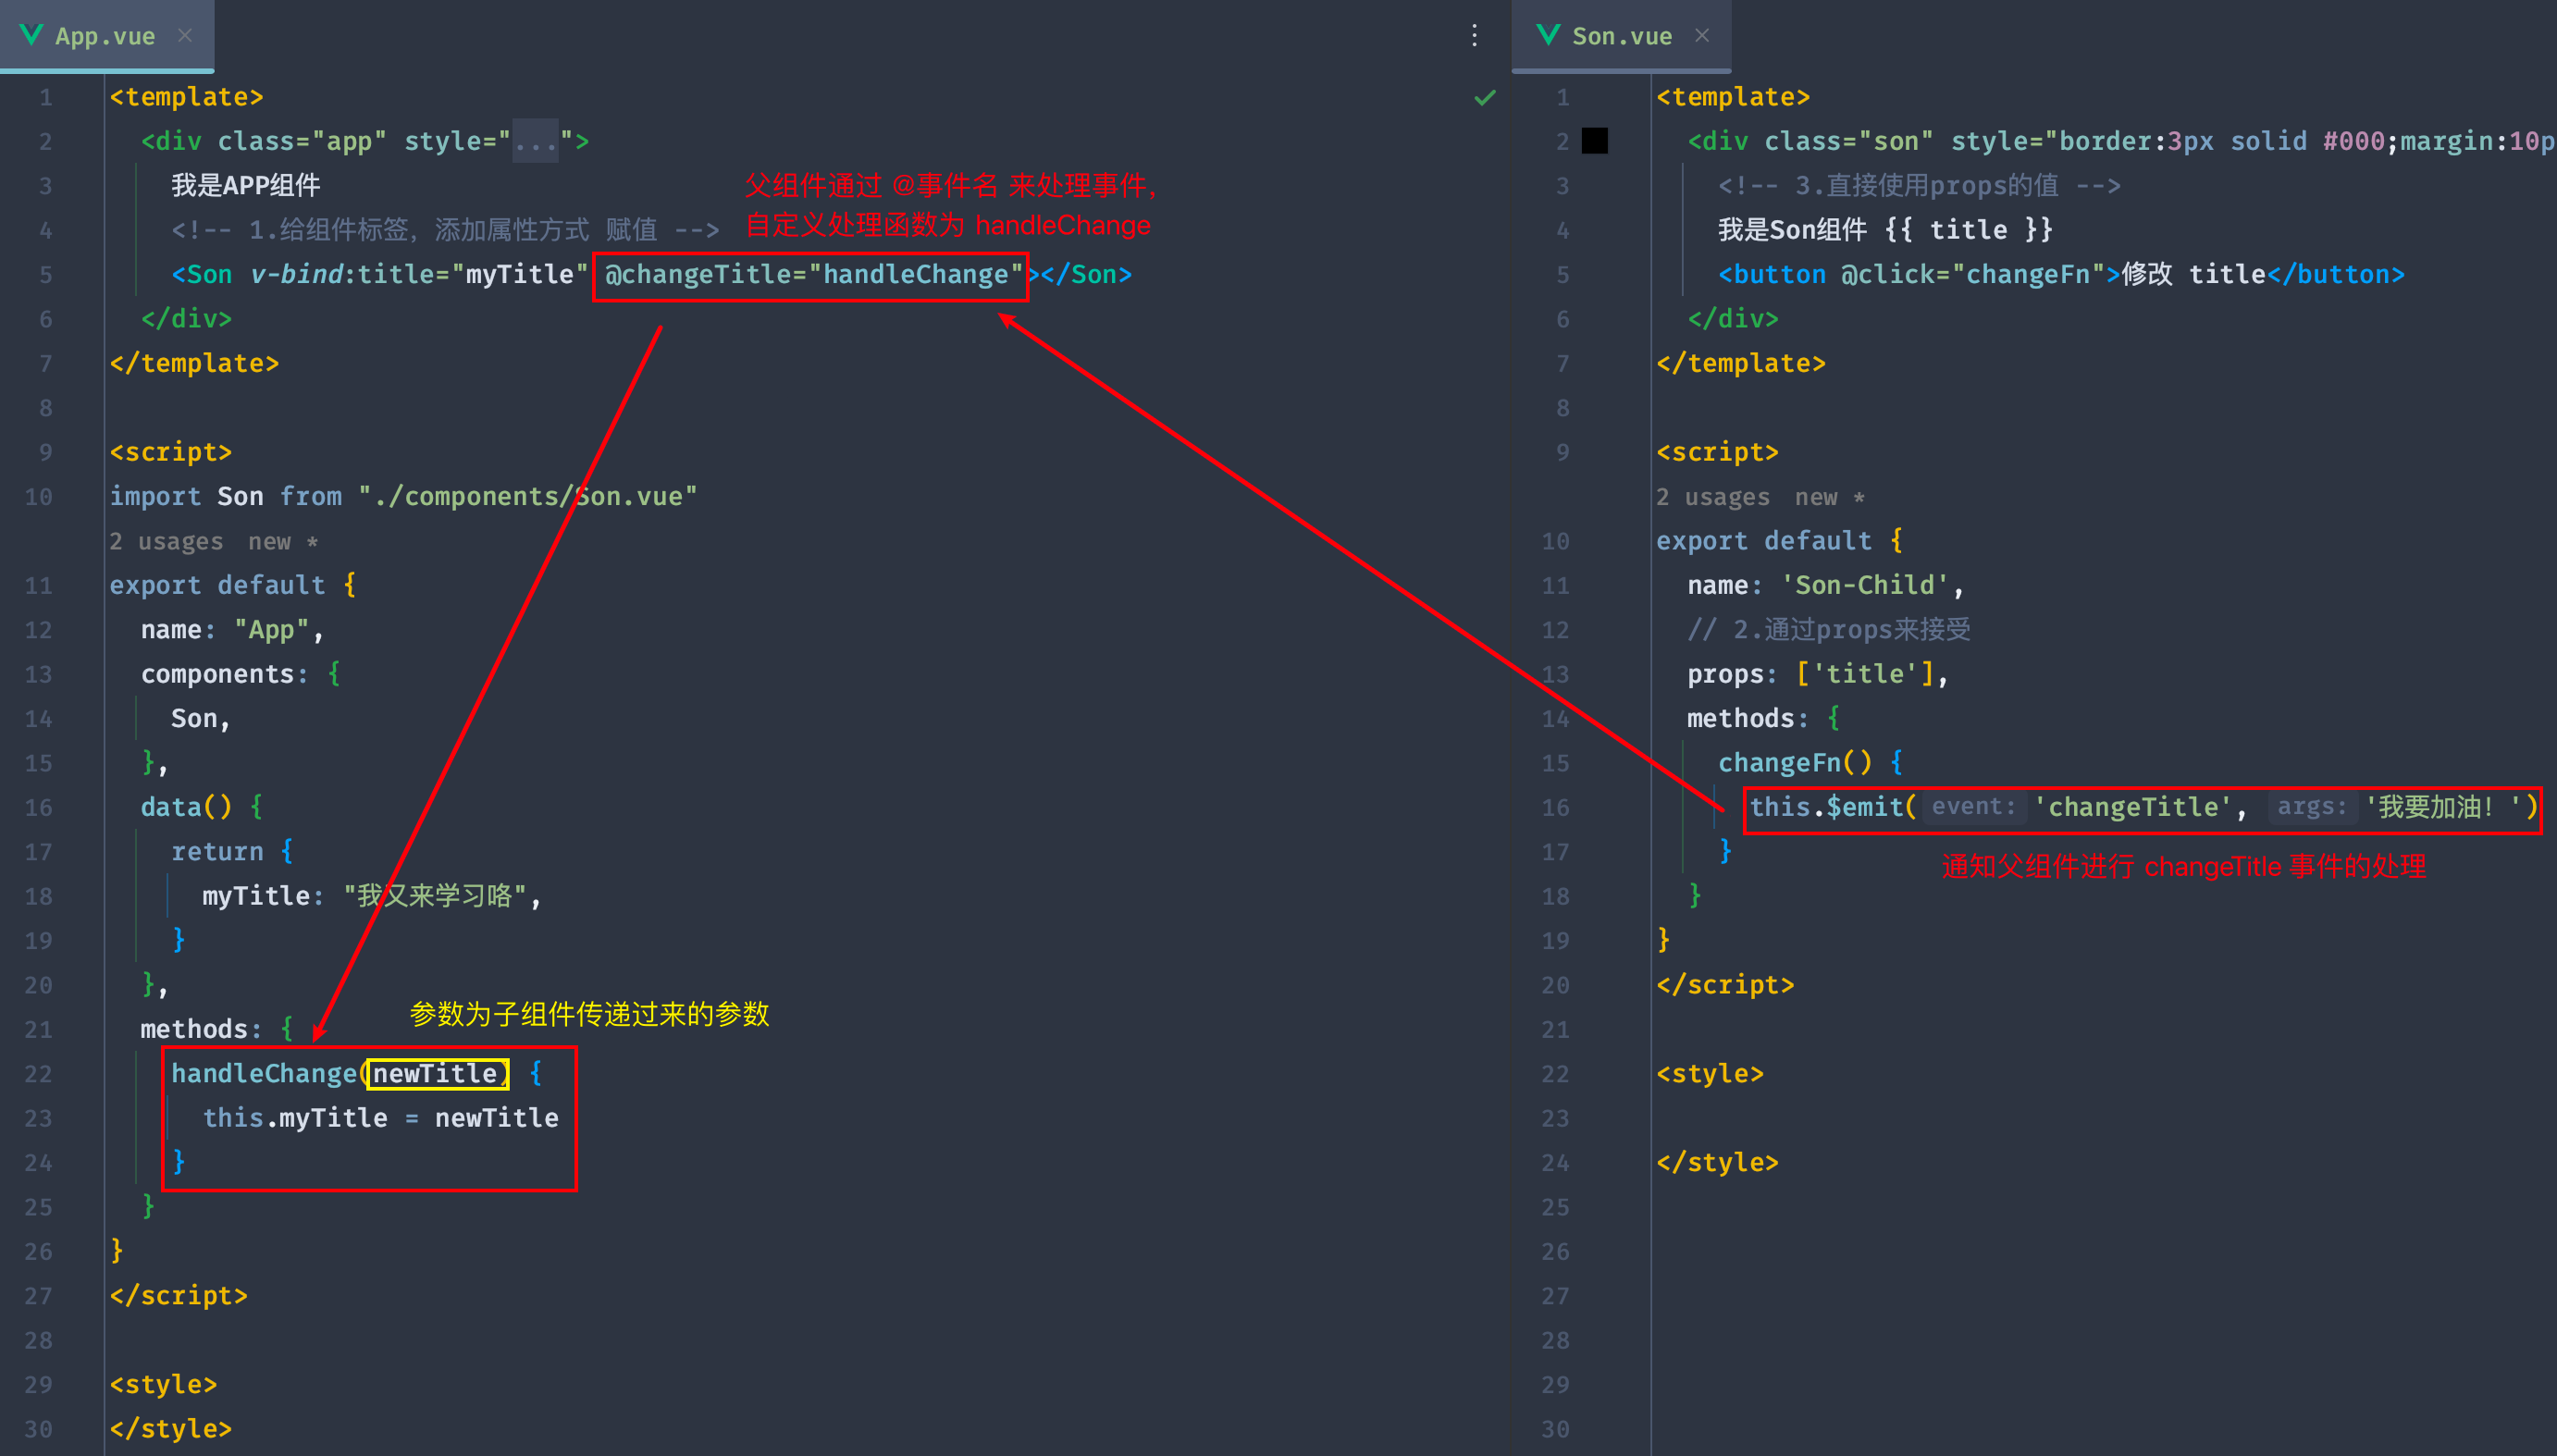 App.vue
1 <template>
2 <div class="app" style="...">
3 我是APP组件
父组件通过 @事件名 来处理事件，
自定义处理函数为 handleChange
4 <!-- 1.给组件标签，添加属性方式 赋值 -->
5 <Son v-bind:title="myTitle" @changeTitle="handleChange"></Son>
6 </div>
7 </template>
8
9 <script>
10 import Son from "./components/Son.vue"
2 usages new *
11 export default {
12 name: "App",
13 components: {
14 Son,
15 },
16 data() {
17 return {
18 myTitle: "我又来学习咯",
19 }
20 },
参数为子组件传递过来的参数
21 methods: {
22 handleChange(newTitle) {
23 this.myTitle = newTitle
24 }
25 }
26 }
27 </script>
28
29 <style>
30 </style>
Son.vue
1 <template>
2 <div class="son" style="border:3px solid #000;margin:10p
3 <!-- 3.直接使用props的值 -->
4 我是Son组件 {{ title }}
5 <button @click="changeFn">修改 title</button>
6 </div>
7 </template>
8
9 <script>
2 usages new *
10 export default {
11 name: 'Son-Child',
12 // 2.通过props来接受
13 props: ['title'],
14 methods: {
15 changeFn() {
16 this.$emit( event: 'changeTitle', args: '我要加油！')
17 }
通知父组件进行 changeTitle 事件的处理
18 }
19 }
20 </script>
21
22 <style>
23
24 </style>
25
26
27
28
29
30